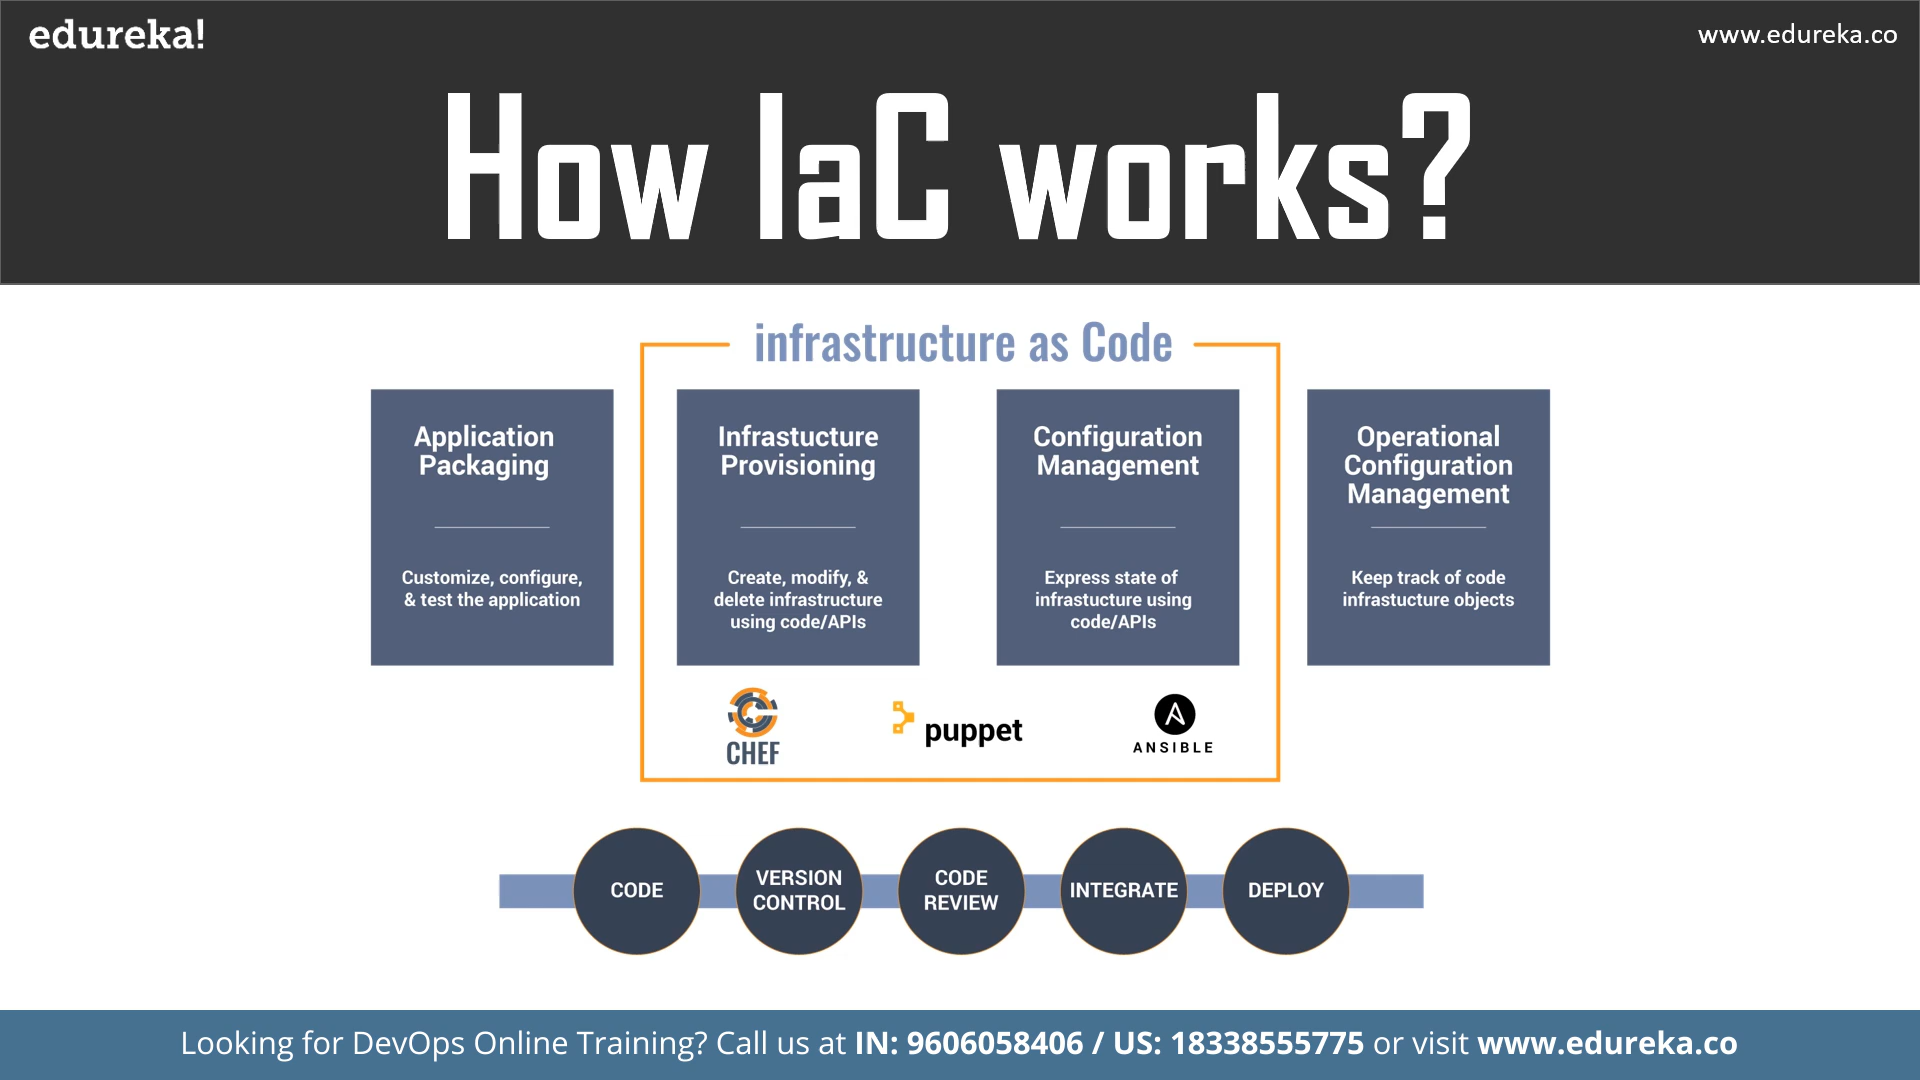 edureka!
www.edureka.co
How IaC works?
infrastructure as Code
Application
Packaging
Customize, configure,
& test the application
Infrastucture
Provisioning
Create, modify, &
delete infrastructure
using code/APIs
Configuration
Management
Express state of
infrastucture using
code/APIs
Operational
Configuration
Management
Keep track of code
infrastucture objects
CHEF
puppet
ANSIBLE
CODE
VERSION
CONTROL
CODE
REVIEW
INTEGRATE
DEPLOY
Looking for DevOps Online Training? Call us at IN: 9606058406 / US: 18338555775 or visit www.edureka.co